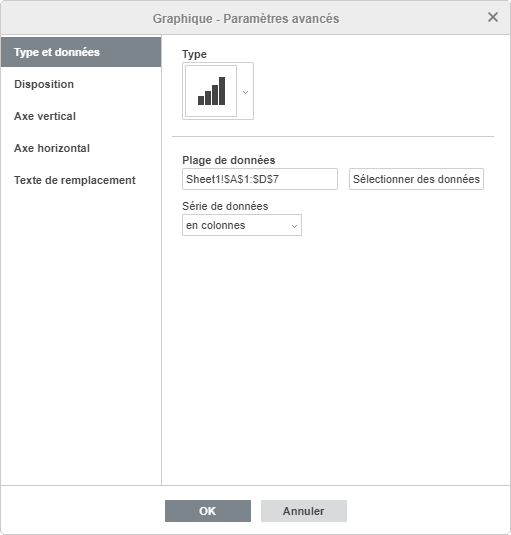 Graphique - Paramètres avancés
Type et données
Disposition
Axe vertical
Axe horizontal
Texte de remplacement
Type
Plage de données
Sheet1!$A$1:$D$7
Sélectionner des données
Série de données
en colonnes
OK
Annuler